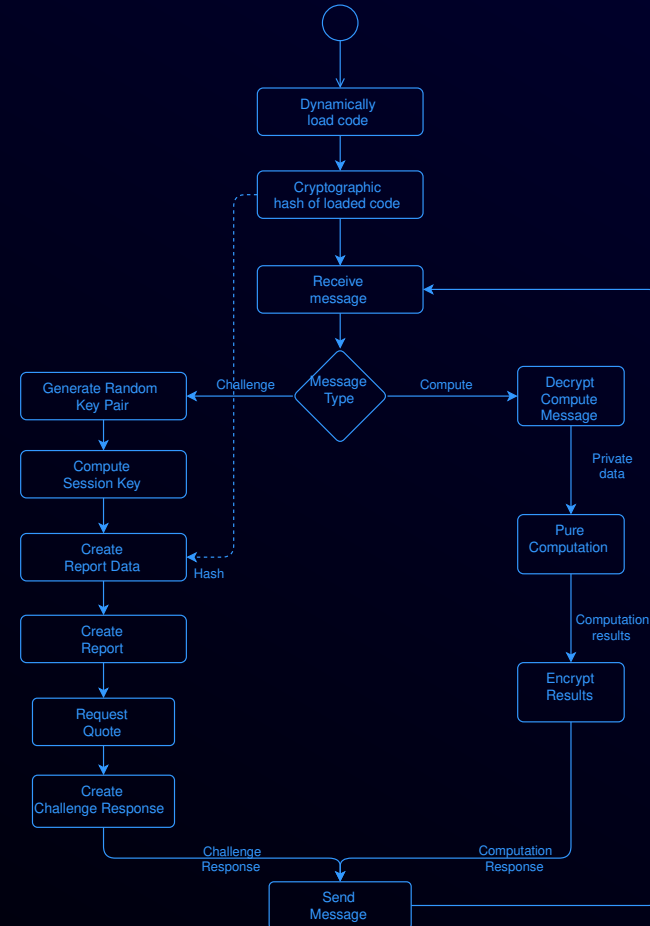 Dynamically
load code
Cryptographic
hash of loaded code
Receive
message
Message
Type
Challenge
Compute
Generate Random
Key Pair
Decrypt
Compute
Message
Compute
Session Key
Private
data
Create
Report Data
Hash
Pure
Computation
Create
Report
Computation
results
Request
Quote
Encrypt
Results
Create
Challenge Response
Challenge
Response
Computation
Response
Send
Message